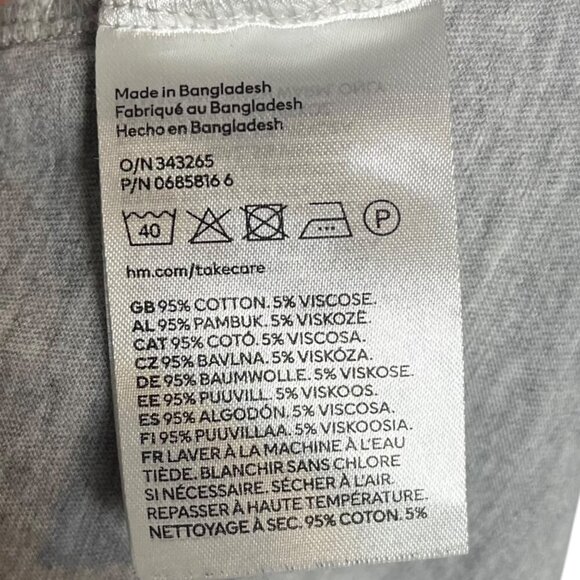 Made in Bangladesh
Fabriqué au Bangladesh
Hecho en Bangladesh
O/N 343265
P/N 0685816 6
40 P
hm.com/takecare
GB 95% COTTON. 5% VISCOSE.
AL 95% PAMBUK. 5% VISKOZË.
CAT 95% COTÓ. 5% VISCOSA.
CZ 95% BAVLNA. 5% VISKÓZA.
DE 95% BAUMWOLLE. 5% VISKOSE.
EE 95% PUUVILL. 5% VISKOOS.
ES 95% ALGODÓN. 5% VISCOSA.
FI 95% PUUVILLAA. 5% VISKOOSIA.
FR LAVER À LA MACHINE À L'EAU
TIÈDE. BLANCHIR SANS CHLORE
SI NÉCESSAIRE. SÉCHER À L'AIR.
REPASSER À HAUTE TEMPÉRATURE.
NETTOYAGE À SEC. 95% COTON. 5%